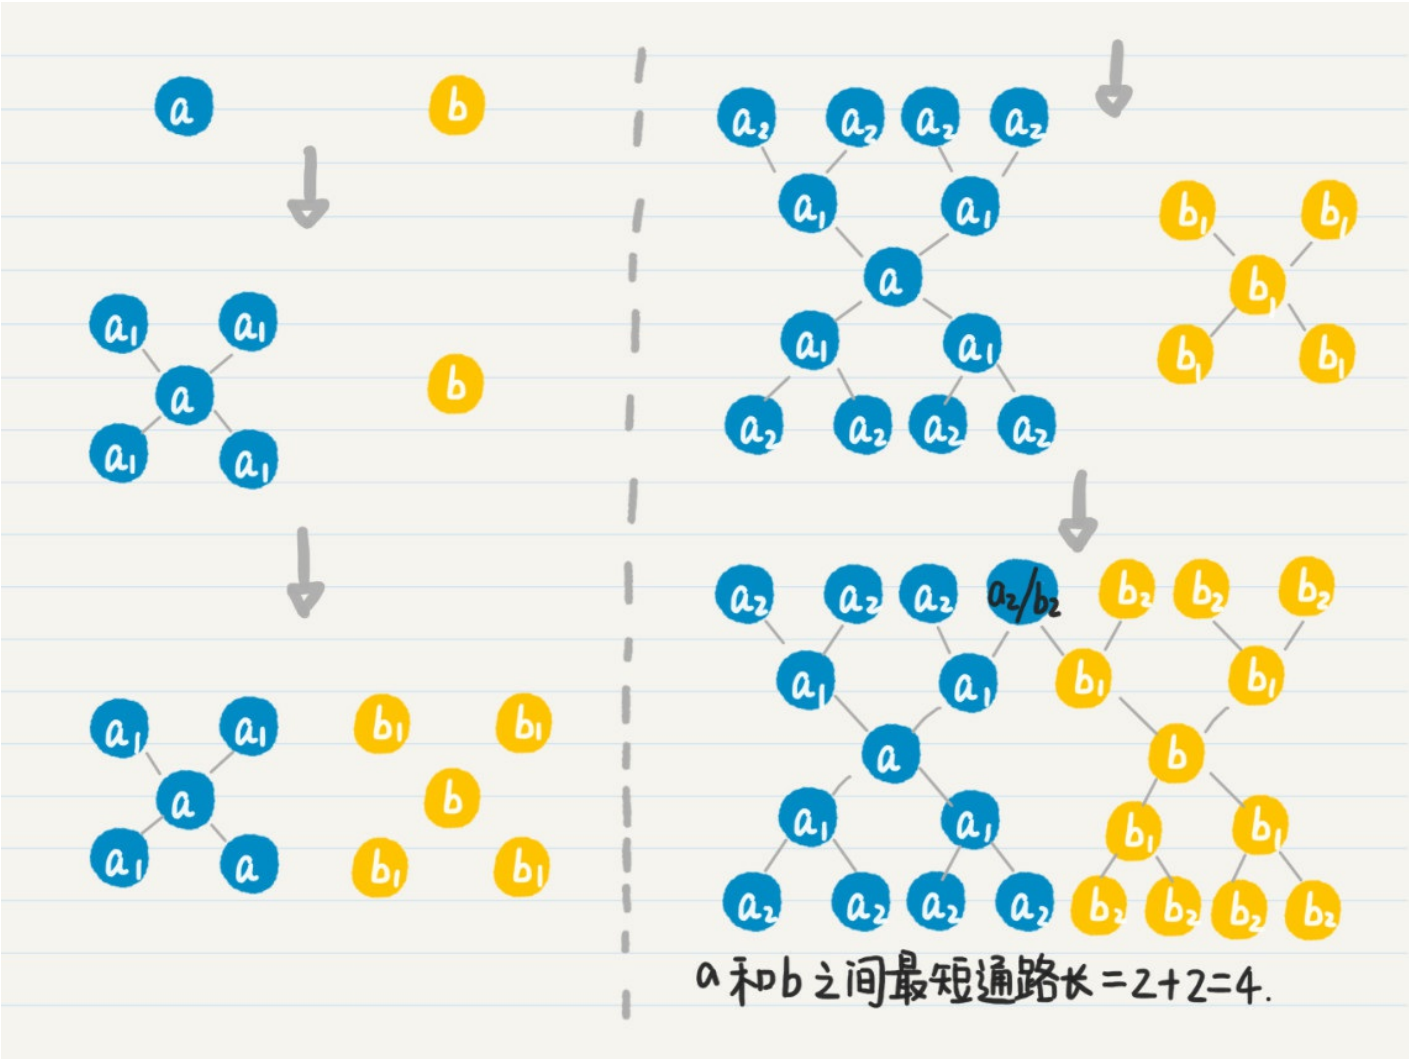 a b
a₁ a₁
a b
a₁ a₁
a₁ a₁ b₁ b₁
a b
a₁ a b₁ b₁
a₂ a₂ a₂ a₂
a₁ a₁ b₁ b₁
a b₁
a₁ a₁ b₁ b₁
a₂ a₂ a₂ a₂
a₂ a₂ a₂ a₂/b₂ b₂ b₂ b₂
a₁ a₁ b₁ b₁
a b
a₁ a₁ b₁ b₁
a₂ a₂ a₂ a₂ b₂ b₂ b₂ b₂
a和b之间最短通路长=2+2=4.